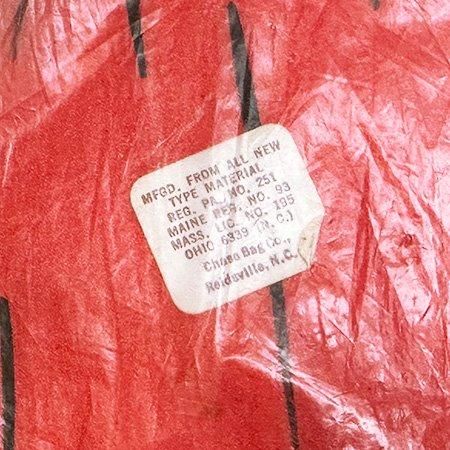 MFGD. FROM ALL NEW
TYPE MATERIAL
REG. PA. NO. 251
MAINE REG. NO. 93
MASS. LIC. NO. 195
OHIO 6339 (N.C.)
Chase Bag Co.,
Reidsville, N.C.